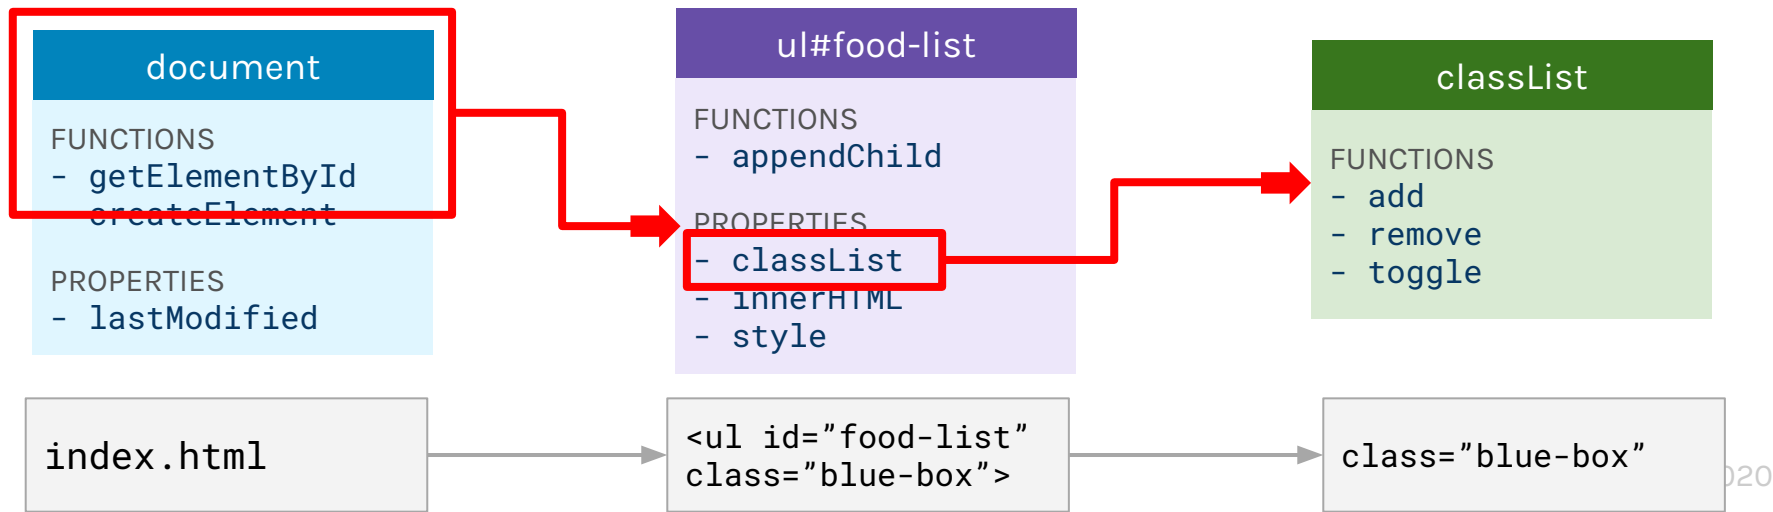 document
FUNCTIONS
- getElementById
- createElement
PROPERTIES
- lastModified
ul#food-list
FUNCTIONS
- appendChild
PROPERTIES
- classList
- innerHTML
- style
classList
FUNCTIONS
- add
- remove
- toggle
index.html
<ul id=”food-list”
class=”blue-box”>
class=”blue-box”